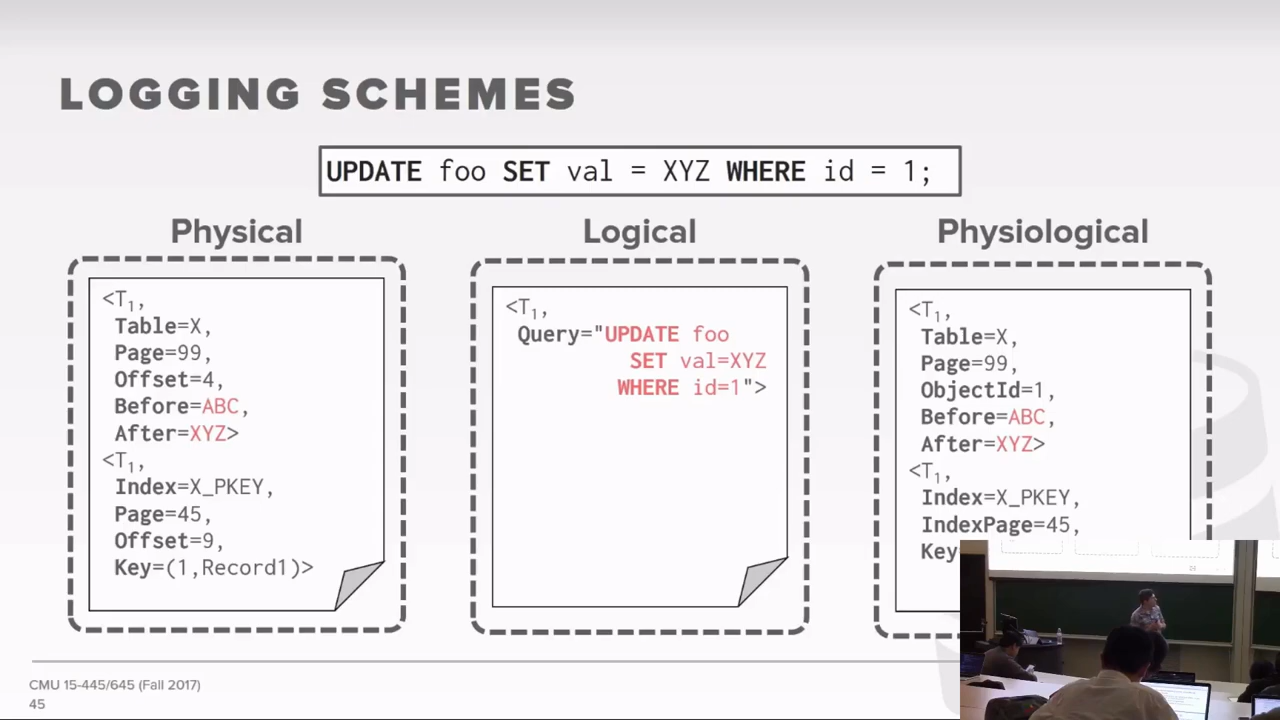 LOGGING SCHEMES
UPDATE foo SET val = XYZ WHERE id = 1;
Physical
<T1,
Table=X,
Page=99,
Offset=4,
Before=ABC,
After=XYZ>
<T1,
Index=X_PKEY,
Page=45,
Offset=9,
Key=(1,Record1)>
Logical
<T1,
Query="UPDATE foo
SET val=XYZ
WHERE id=1">
Physiological
<T1,
Table=X,
Page=99,
ObjectId=1,
Before=ABC,
After=XYZ>
<T1,
Index=X_PKEY,
IndexPage=45,
Key
CMU 15-445/645 (Fall 2017)
45